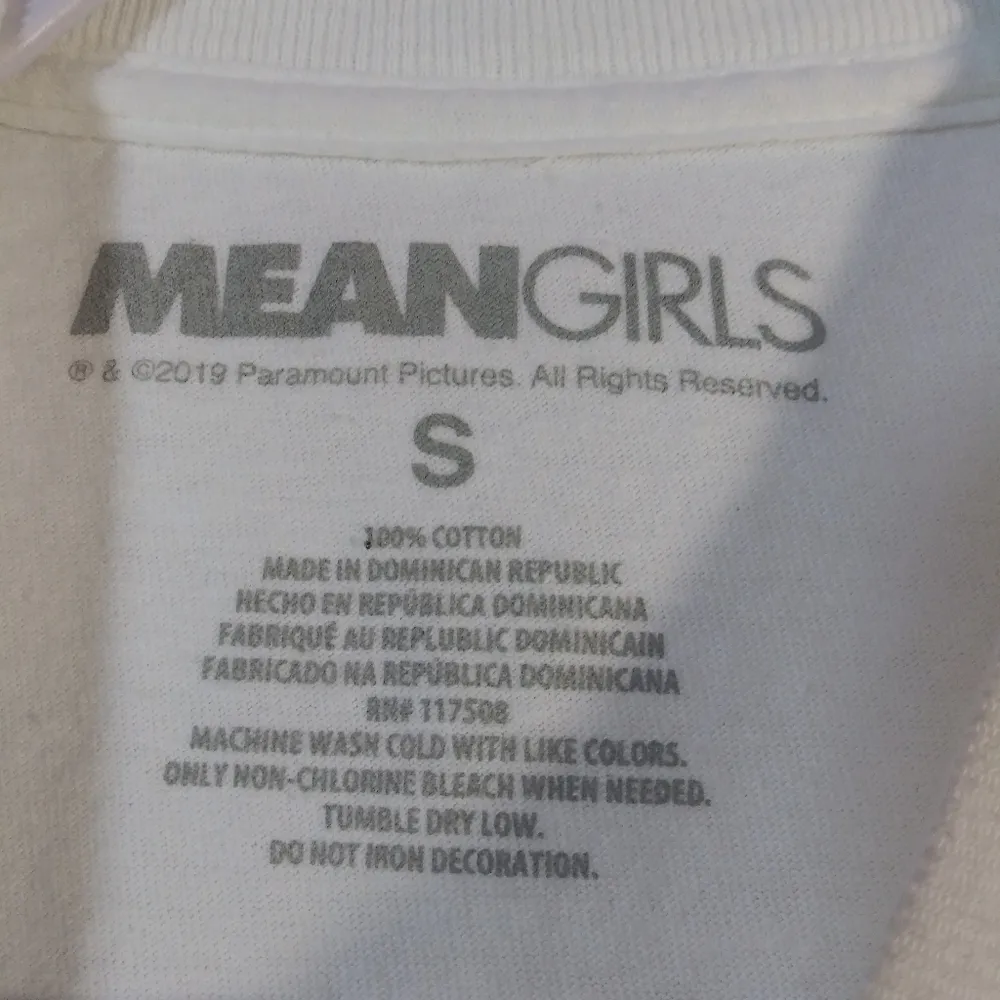 MEANGIRLS
® & ©2019 Paramount Pictures. All Rights Reserved.
S
100% COTTON
MADE IN DOMINICAN REPUBLIC
HECHO EN REPÚBLICA DOMINICANA
FABRIQUÉ AU REPLUBLIC DOMINICAIN
FABRICADO NA REPÚBLICA DOMINICANA
RN# 117508
MACHINE WASH COLD WITH LIKE COLORS.
ONLY NON-CHLORINE BLEACH WHEN NEEDED.
TUMBLE DRY LOW.
DO NOT IRON DECORATION.